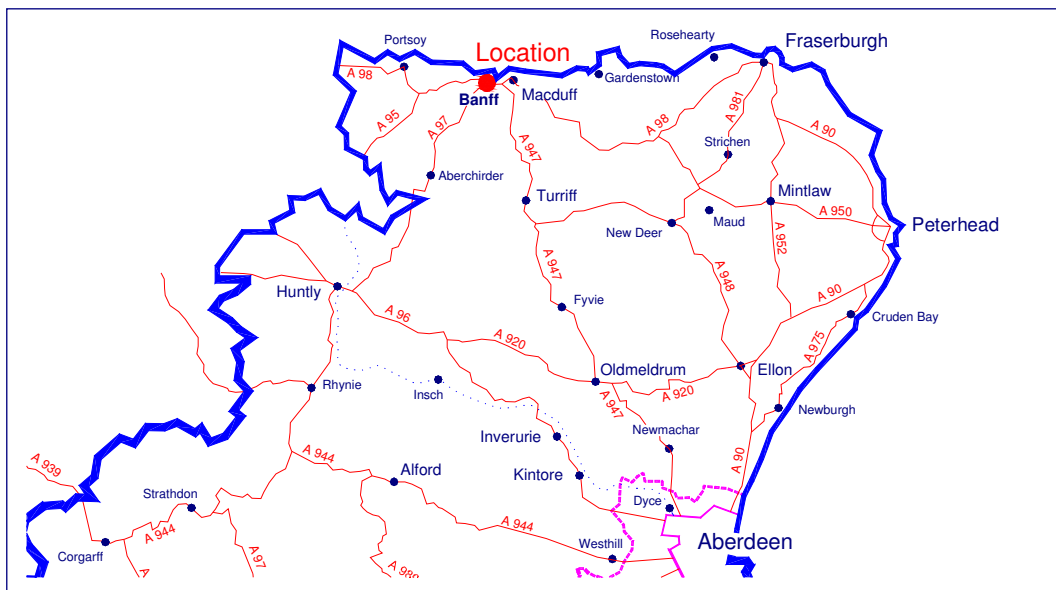 Rosehearty
Portsoy
Location
Fraserburgh
A 98
Gardenstown
Banff
Macduff
A 981
A 95
A 97
A 98
A 90
A 947
Strichen
Aberchirder
Turriff
Mintlaw
A 950
Maud
New Deer
Peterhead
A 952
A 947
A 948
Huntly
A 90
Fyvie
A 96
Cruden Bay
A 920
A 975
Oldmeldrum
Ellon
Rhynie
Insch
A 920
A 947
Newburgh
Newmachar
Inverurie
A 944
A 90
A 939
Alford
Kintore
Strathdon
Dyce
A 944
A 944
Aberdeen
Corgarff
Westhill
A 97